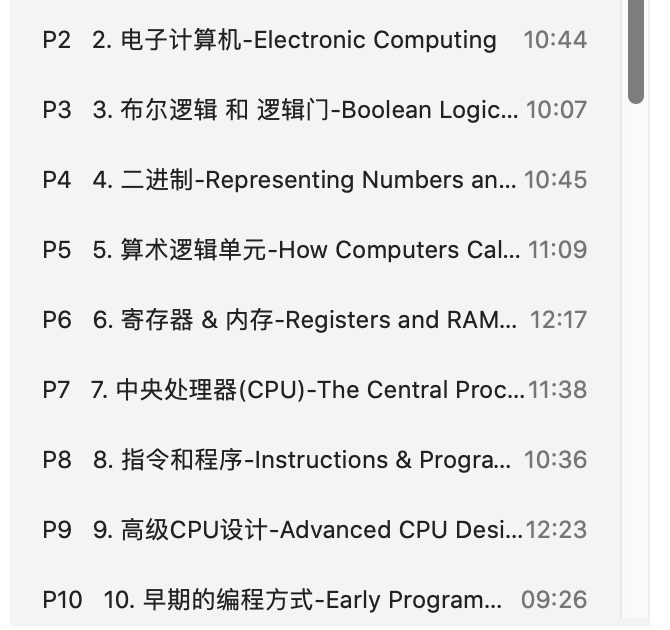 P2 2. 电子计算机-Electronic Computing 10:44
P3 3. 布尔逻辑 和 逻辑门-Boolean Logic... 10:07
P4 4. 二进制-Representing Numbers an... 10:45
P5 5. 算术逻辑单元-How Computers Cal... 11:09
P6 6. 寄存器 & 内存-Registers and RAM... 12:17
P7 7. 中央处理器(CPU)-The Central Proc... 11:38
P8 8. 指令和程序-Instructions & Progra... 10:36
P9 9. 高级CPU设计-Advanced CPU Desi... 12:23
P10 10. 早期的编程方式-Early Program... 09:26